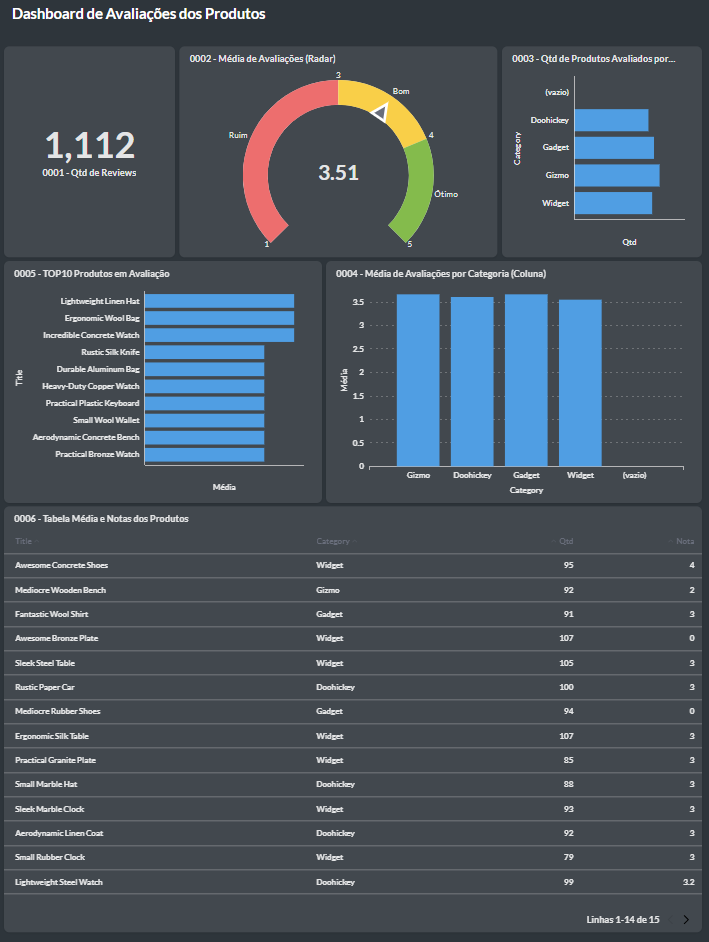 Dashboard de Avaliações dos Produtos
1,112
0001 - Qtd de Reviews
0002 - Média de Avaliações (Radar)
3
Bom
Ruim
4
3.51
Ótimo
1
5
0003 - Qtd de Produtos Avaliados por...
Category
(vazio)
Doohickey
Gadget
Gizmo
Widget
Qtd
0005 - TOP10 Produtos em Avaliação
Title
Lightweight Linen Hat
Ergonomic Wool Bag
Incredible Concrete Watch
Rustic Silk Knife
Durable Aluminum Bag
Heavy-Duty Copper Watch
Practical Plastic Keyboard
Small Wool Wallet
Aerodynamic Concrete Bench
Practical Bronze Watch
Média
0004 - Média de Avaliações por Categoria (Coluna)
Média
3.5
3
2.5
2
1.5
1
0.5
0
Gizmo Doohickey Gadget Widget (vazio)
Category
0006 - Tabela Média e Notas dos Produtos
Title Category Qtd Nota
Awesome Concrete Shoes Widget 95 4
Mediocre Wooden Bench Gizmo 92 2
Fantastic Wool Shirt Gadget 91 3
Awesome Bronze Plate Widget 107 0
Sleek Steel Table Widget 105 3
Rustic Paper Car Doohickey 100 3
Mediocre Rubber Shoes Gadget 94 0
Ergonomic Silk Table Widget 107 3
Practical Granite Plate Widget 85 3
Small Marble Hat Doohickey 88 3
Sleek Marble Clock Widget 93 3
Aerodynamic Linen Coat Doohickey 92 3
Small Rubber Clock Widget 79 3
Lightweight Steel Watch Doohickey 99 3.2
Linhas 1-14 de 15